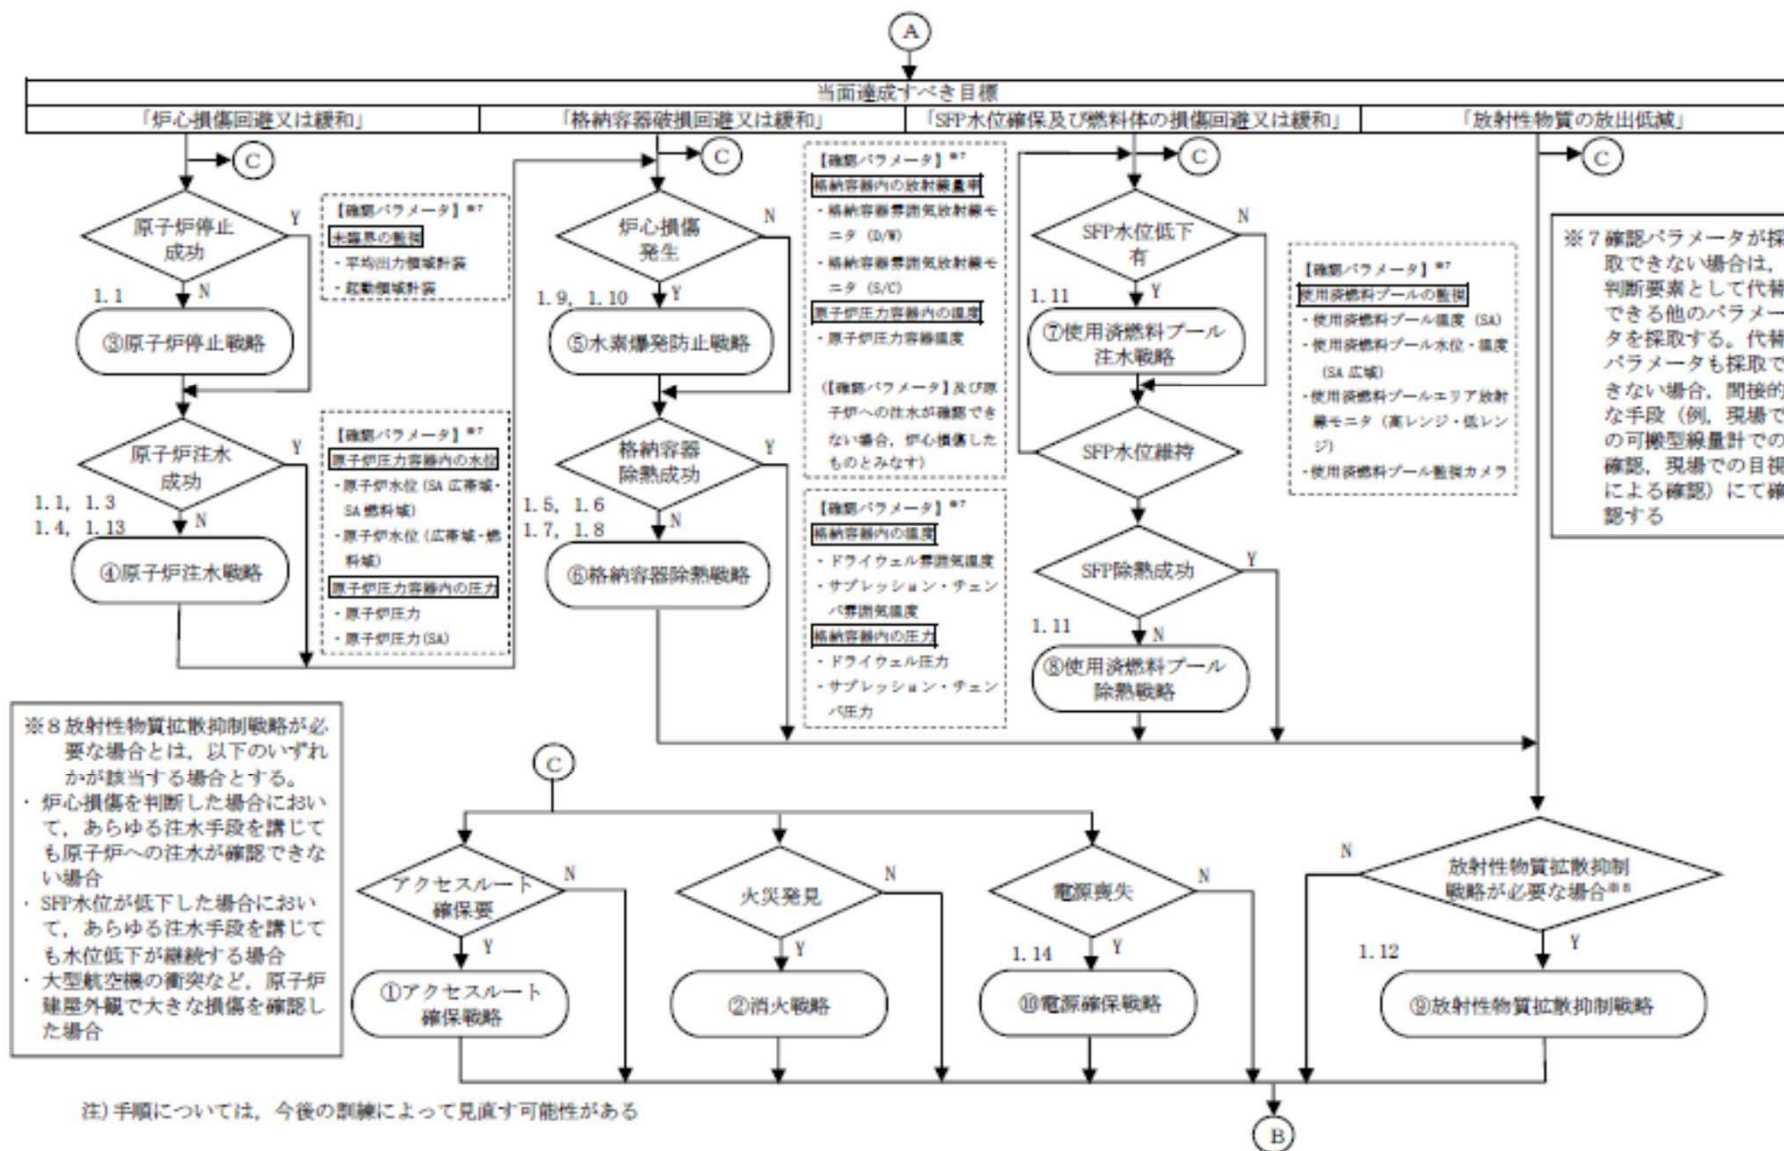 A
当面達成すべき目標
「炉心損傷回避又は緩和」
「格納容器破損回避又は緩和」
「SFP水位確保及び燃料体の損傷回避又は緩和」
「放射性物質の放出低減」
C
原子炉停止
成功
Y
N
1.1
③原子炉停止戦略
【確認パラメータ】※7
未臨界の監視
・平均出力領域計装
・起動領域計装
原子炉注水
成功
Y
N
1.1, 1.3
1.4, 1.13
④原子炉注水戦略
【確認パラメータ】※7
原子炉圧力容器内の水位
・原子炉水位(SA 広帯域・
SA 燃料域)
・原子炉水位(広帯域・燃
料域)
原子炉圧力容器内の圧力
・原子炉圧力
・原子炉圧力(SA)
C
炉心損傷
発生
N
Y
1.9, 1.10
⑤水素爆発防止戦略
【確認パラメータ】※7
格納容器内の放射線量率
・格納容器雰囲気放射線モ
ニタ (D/W)
・格納容器雰囲気放射線モ
ニタ (S/C)
原子炉圧力容器内の温度
・原子炉圧力容器温度
(【確認パラメータ】及び原
子炉への注水が確認でき
ない場合，炉心損傷した
ものとみなす)
格納容器
除熱成功
Y
N
1.5, 1.6
1.7, 1.8
⑥格納容器除熱戦略
【確認パラメータ】※7
格納容器内の温度
・ドライウェル雰囲気温度
・サプレッション・チェン
バ雰囲気温度
格納容器内の圧力
・ドライウェル圧力
・サプレッション・チェン
バ圧力
C
SFP水位低下
有
N
Y
1.11
⑦使用済燃料プール
注水戦略
SFP水位維持
SFP除熱成功
Y
N
1.11
⑧使用済燃料プール
除熱戦略
【確認パラメータ】※7
使用済燃料プールの監視
・使用済燃料プール温度 (SA)
・使用済燃料プール水位・温度
(SA 広域)
・使用済燃料プールエリア放射
線モニタ (高レンジ・低レン
ジ)
・使用済燃料プール監視カメラ
C
※7 確認パラメータが採
取できない場合は，
判断要素として代替
できる他のパラメー
タを採取する。代替
パラメータも採取で
きない場合，間接的
な手段（例，現場で
の可搬型線量計での
確認，現場での目視
による確認）にて確
認する
※8 放射性物質拡散抑制戦略が必
要な場合とは，以下のいずれ
かが該当する場合とする。
・ 炉心損傷を判断した場合におい
て，あらゆる注水手段を講じて
も原子炉への注水が確認できな
い場合
・ SFP水位が低下した場合におい
て，あらゆる注水手段を講じて
も水位低下が継続する場合
・ 大型航空機の衝突など，原子炉
建屋外観で大きな損傷を確認し
た場合
C
アクセスルート
確保要
N
Y
①アクセスルート
確保戦略
火災発見
N
Y
②消火戦略
電源喪失
N
Y
1.14
⑩電源確保戦略
N
放射性物質拡散抑制
戦略が必要な場合※8
Y
1.12
⑨放射性物質拡散抑制戦略
B
注)手順については，今後の訓練によって見直す可能性がある